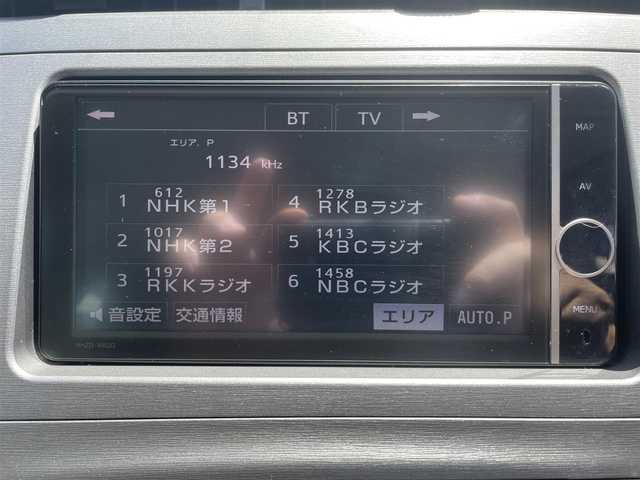 BT TV
エリア. P
1134 kHz
MAP
AV
MENU
1 612 NHK第1
2 1017 NHK第2
3 1197 RKKラジオ
4 1278 RKBラジオ
5 1413 KBCラジオ
6 1458 NBCラジオ
音設定 交通情報 エリア AUTO.P